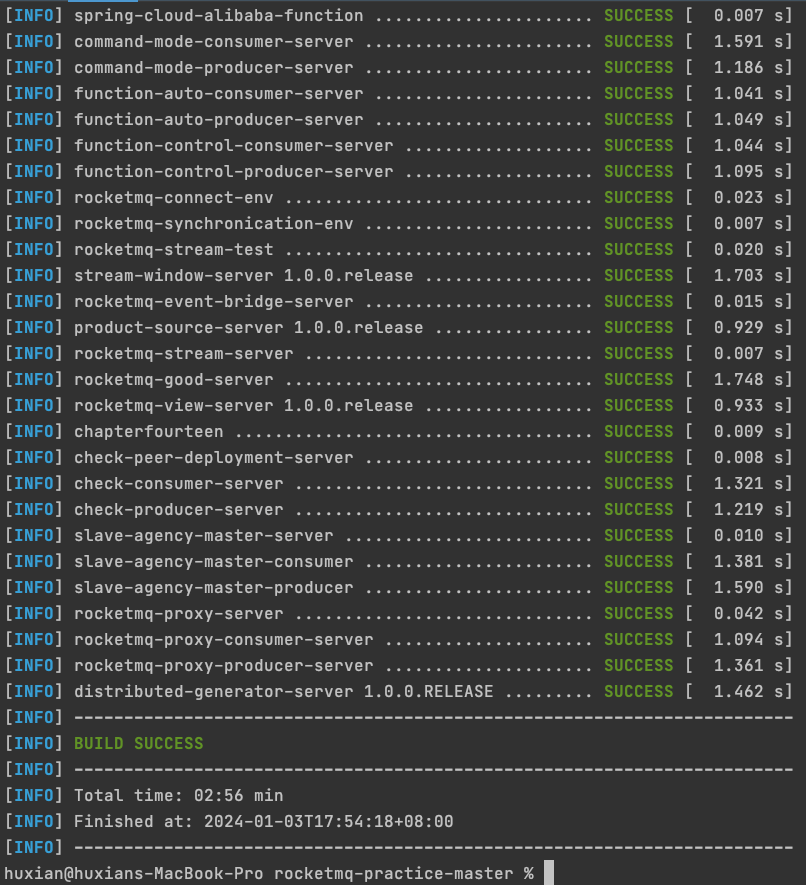 [INFO] spring-cloud-alibaba-function ...................... SUCCESS [  0.007 s]
[INFO] command-mode-consumer-server ....................... SUCCESS [  1.591 s]
[INFO] command-mode-producer-server ....................... SUCCESS [  1.186 s]
[INFO] function-auto-consumer-server ...................... SUCCESS [  1.041 s]
[INFO] function-auto-producer-server ...................... SUCCESS [  1.049 s]
[INFO] function-control-consumer-server ................... SUCCESS [  1.044 s]
[INFO] function-control-producer-server ................... SUCCESS [  1.095 s]
[INFO] rocketmq-connect-env ............................... SUCCESS [  0.023 s]
[INFO] rocketmq-synchronication-env ....................... SUCCESS [  0.007 s]
[INFO] rocketmq-stream-test ............................... SUCCESS [  0.020 s]
[INFO] stream-window-server 1.0.0.release ................. SUCCESS [  1.703 s]
[INFO] rocketmq-event-bridge-server ....................... SUCCESS [  0.015 s]
[INFO] product-source-server 1.0.0.release ................ SUCCESS [  0.929 s]
[INFO] rocketmq-stream-server ............................. SUCCESS [  0.007 s]
[INFO] rocketmq-good-server ............................... SUCCESS [  1.748 s]
[INFO] rocketmq-view-server 1.0.0.release ................. SUCCESS [  0.933 s]
[INFO] chapterfourteen .................................... SUCCESS [  0.009 s]
[INFO] check-peer-deployment-server ....................... SUCCESS [  0.008 s]
[INFO] check-consumer-server .............................. SUCCESS [  1.321 s]
[INFO] check-producer-server .............................. SUCCESS [  1.219 s]
[INFO] slave-agency-master-server ......................... SUCCESS [  0.010 s]
[INFO] slave-agency-master-consumer ....................... SUCCESS [  1.381 s]
[INFO] slave-agency-master-producer ....................... SUCCESS [  1.590 s]
[INFO] rocketmq-proxy-server .............................. SUCCESS [  0.042 s]
[INFO] rocketmq-proxy-consumer-server ..................... SUCCESS [  1.094 s]
[INFO] rocketmq-proxy-producer-server ..................... SUCCESS [  1.361 s]
[INFO] distributed-generator-server 1.0.0.RELEASE ......... SUCCESS [  1.462 s]
[INFO] ------------------------------------------------------------------------
[INFO] BUILD SUCCESS
[INFO] ------------------------------------------------------------------------
[INFO] Total time: 02:56 min
[INFO] Finished at: 2024-01-03T17:54:18+08:00
[INFO] ------------------------------------------------------------------------
huxian@huxians-MacBook-Pro rocketmq-practice-master %